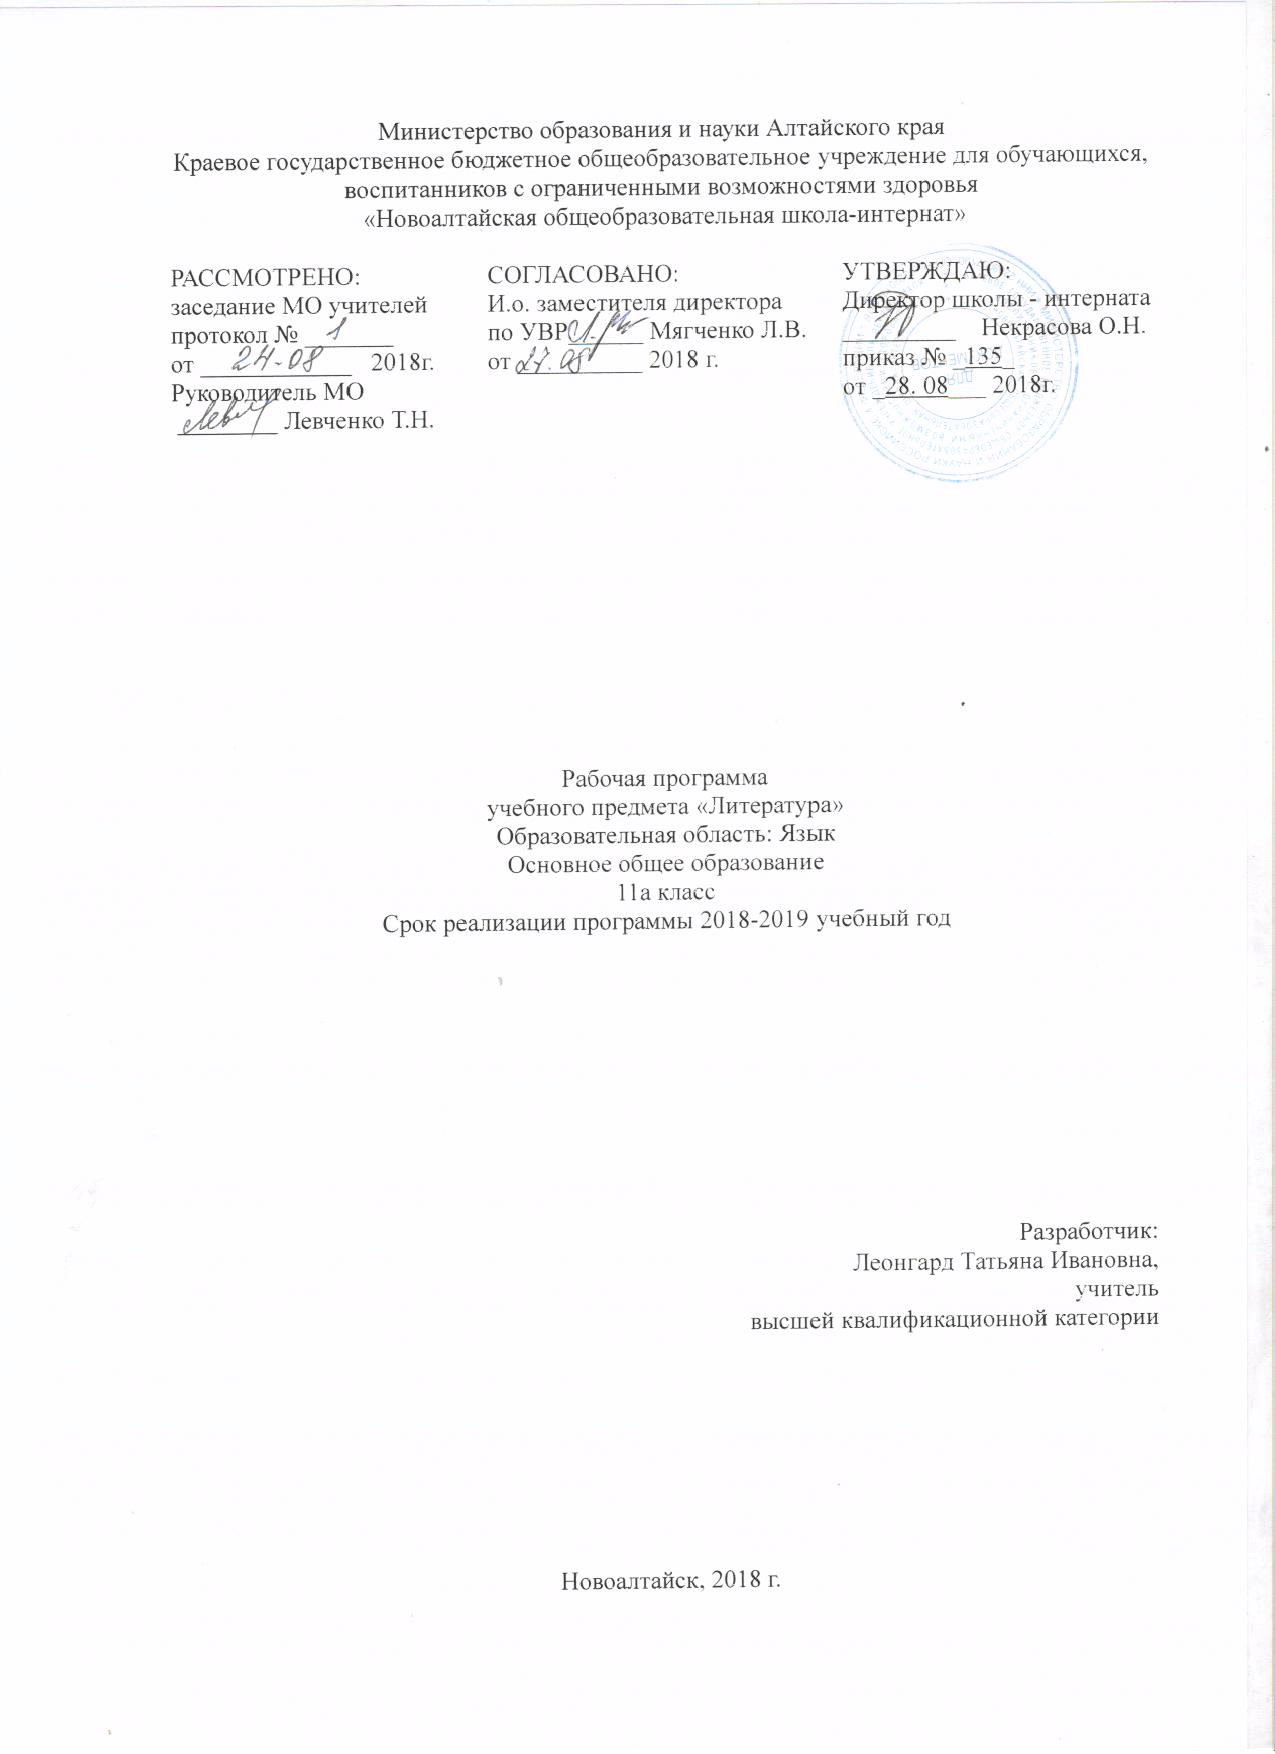 Министерство образования и науки Алтайского края
Краевое государственное бюджетное общеобразовательное учреждение для обучающихся,
воспитанников с ограниченными возможностями здоровья
«Новоалтайская общеобразовательная школа-интернат»
РАССМОТРЕНО:
заседание МО учителей
протокол № 1
от 24-08 2018г.
Руководитель МО
Левченко Т.Н.
СОГЛАСОВАНО:
И.о. заместителя директора
по УВР Мягченко Л.В.
от 27.08 2018 г.
УТВЕРЖДАЮ:
Директор школы - интерната
Некрасова О.Н.
приказ № 135
от 28. 08 2018г.
Рабочая программа
учебного предмета «Литература»
Образовательная область: Язык
Основное общее образование
11а класс
Срок реализации программы 2018-2019 учебный год
Разработчик:
Леонгард Татьяна Ивановна,
учитель
высшей квалификационной категории
Новоалтайск, 2018 г.